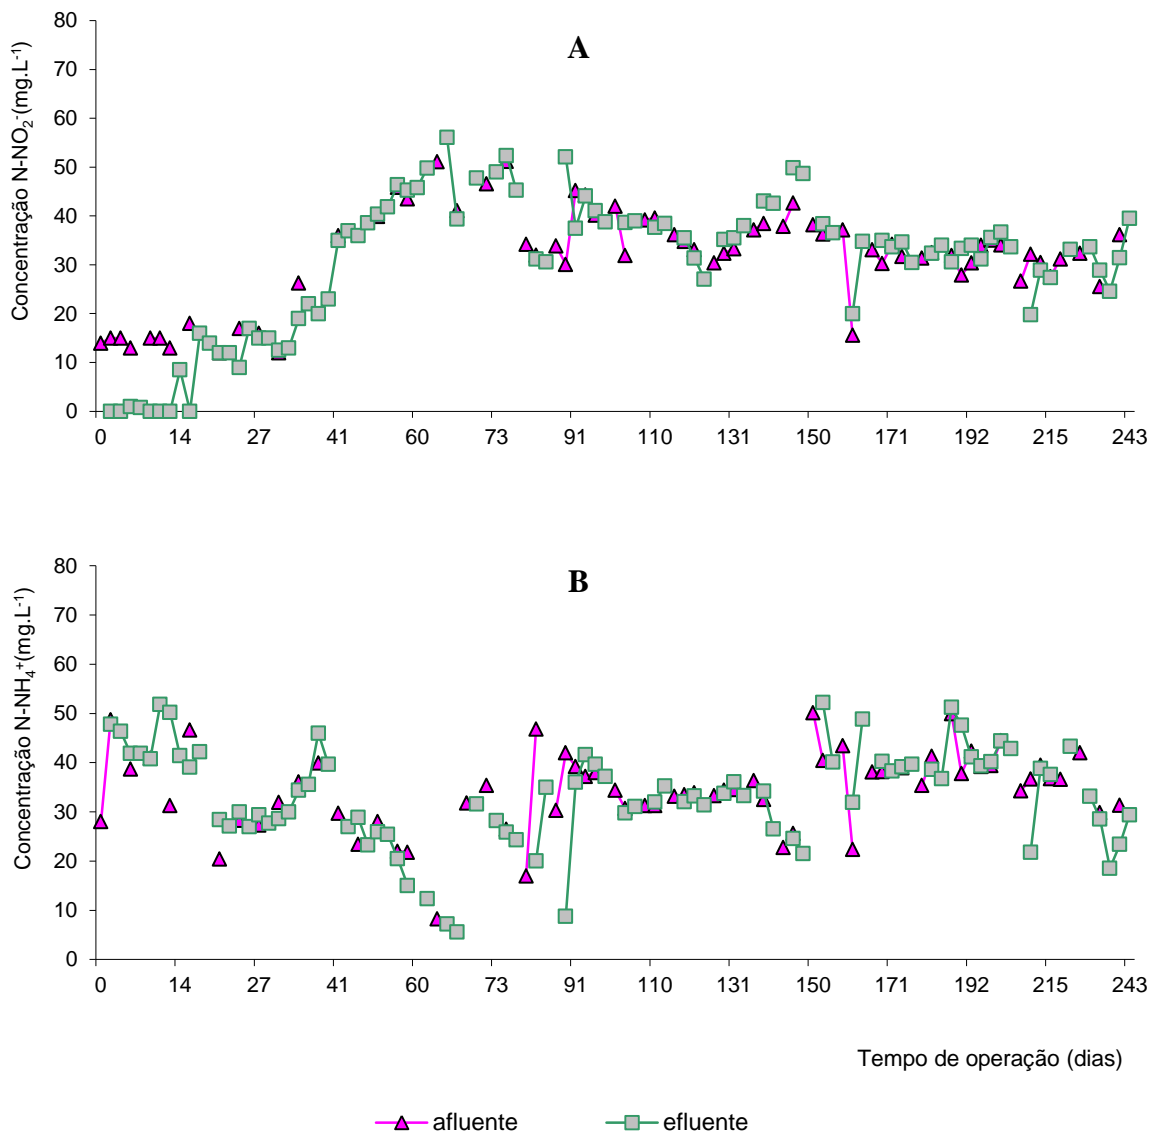 A
Concentração N-NO₂⁻(mg.L⁻¹)
80
70
60
50
40
30
20
10
0
0 14 27 41 60 73 91 110 131 150 171 192 215 243
B
Concentração N-NH₄⁺(mg.L⁻¹)
80
70
60
50
40
30
20
10
0
0 14 27 41 60 73 91 110 131 150 171 192 215 243
Tempo de operação (dias)
afluente efluente